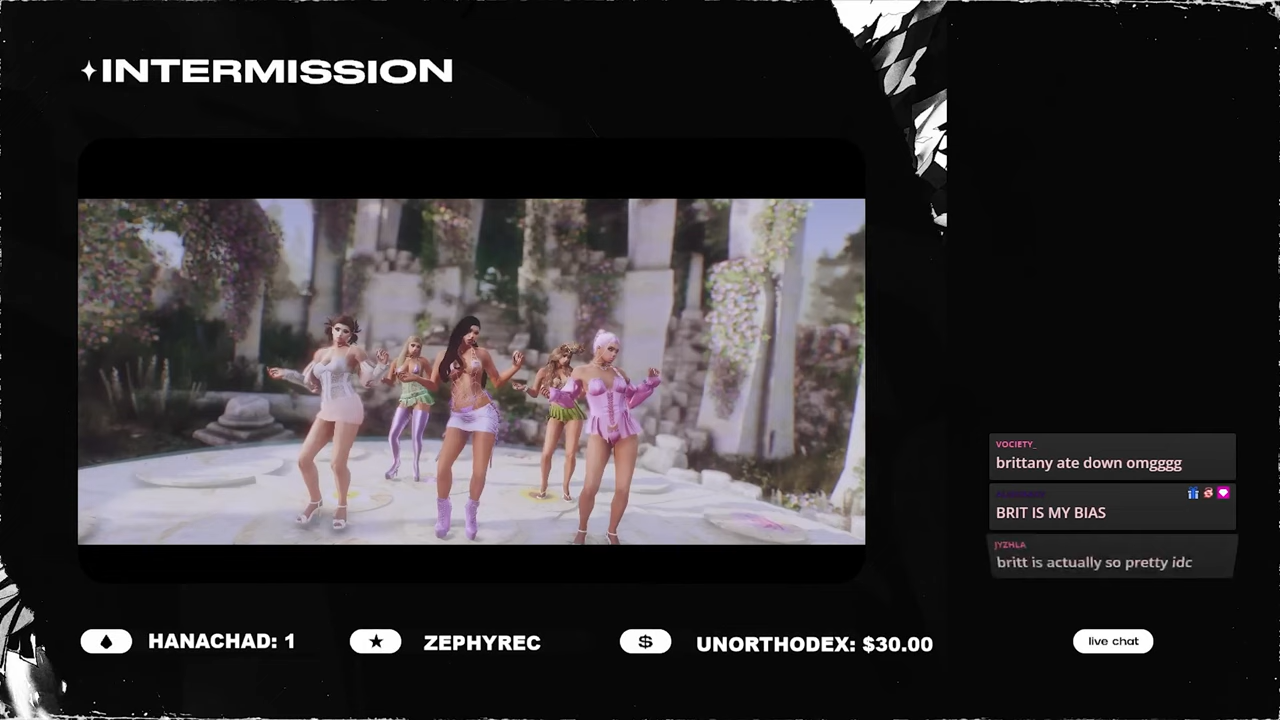 INTERMISSION
VOCIETY_
brittany ate down omgggg
BRIT IS MY BIAS
JYZHLA
britt is actually so pretty idc
HANACHAD: 1
ZEPHYREC
$
UNORTHODEX: $30.00
live chat